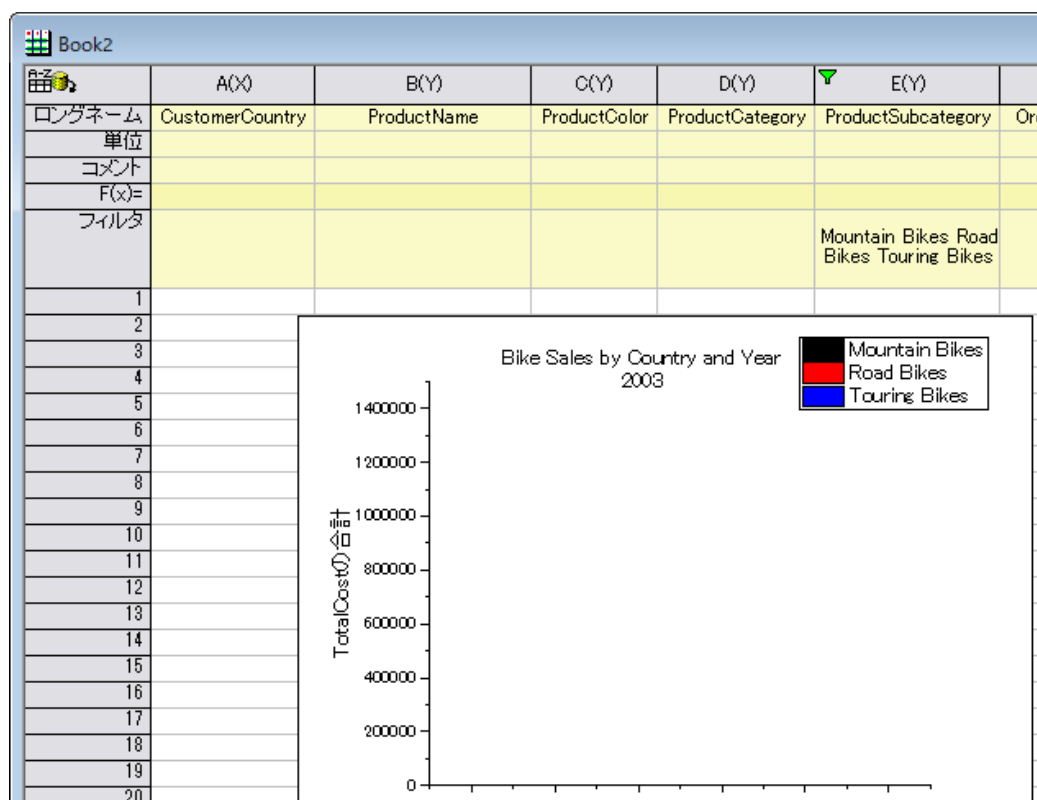 Book2
A(X) B(Y) C(Y) D(Y) E(Y)
ロングネーム CustomerCountry ProductName ProductColor ProductCategory ProductSubcategory Or
単位
コメント
F(x)=
フィルタ
Mountain Bikes Road
Bikes Touring Bikes
1
2
3
4
5
6
7
8
9
10
11
12
13
14
15
16
17
18
19
20
Bike Sales by Country and Year
2003
Mountain Bikes
Road Bikes
Touring Bikes
TotalCostの合計
1400000
1200000
1000000
800000
600000
400000
200000
0